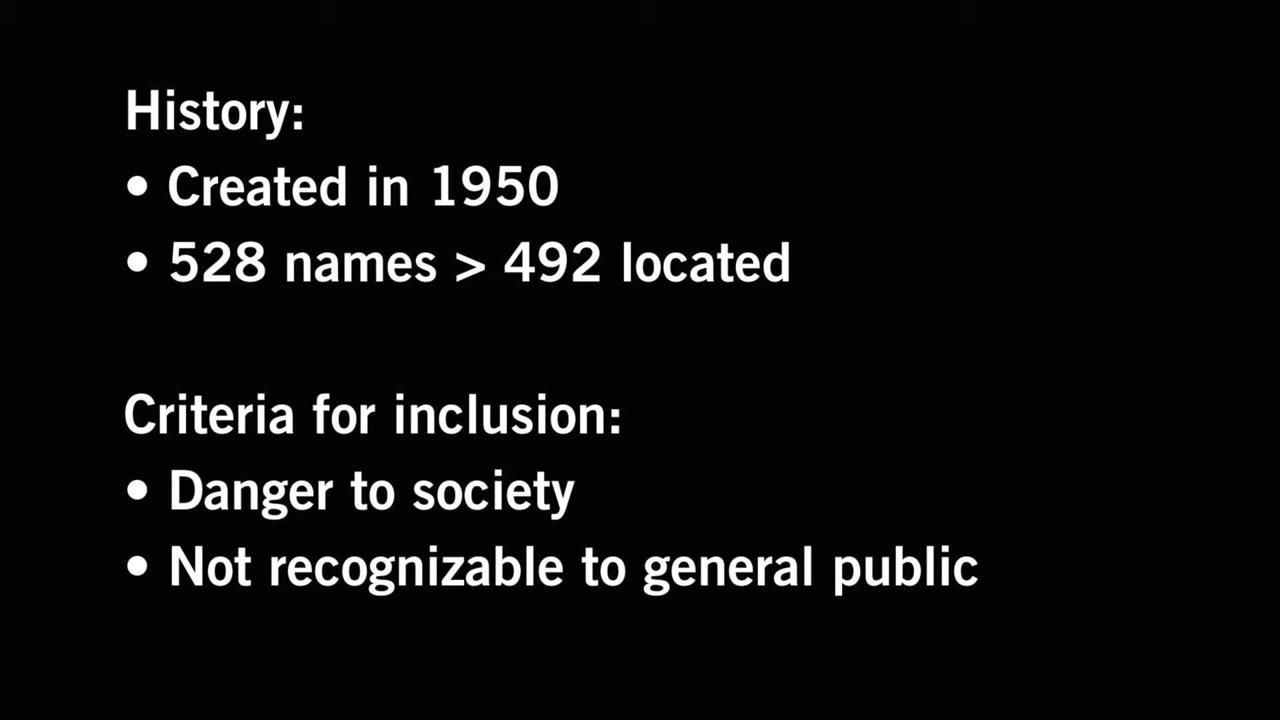 History:
• Created in 1950
• 528 names > 492 located
Criteria for inclusion:
• Danger to society
• Not recognizable to general public